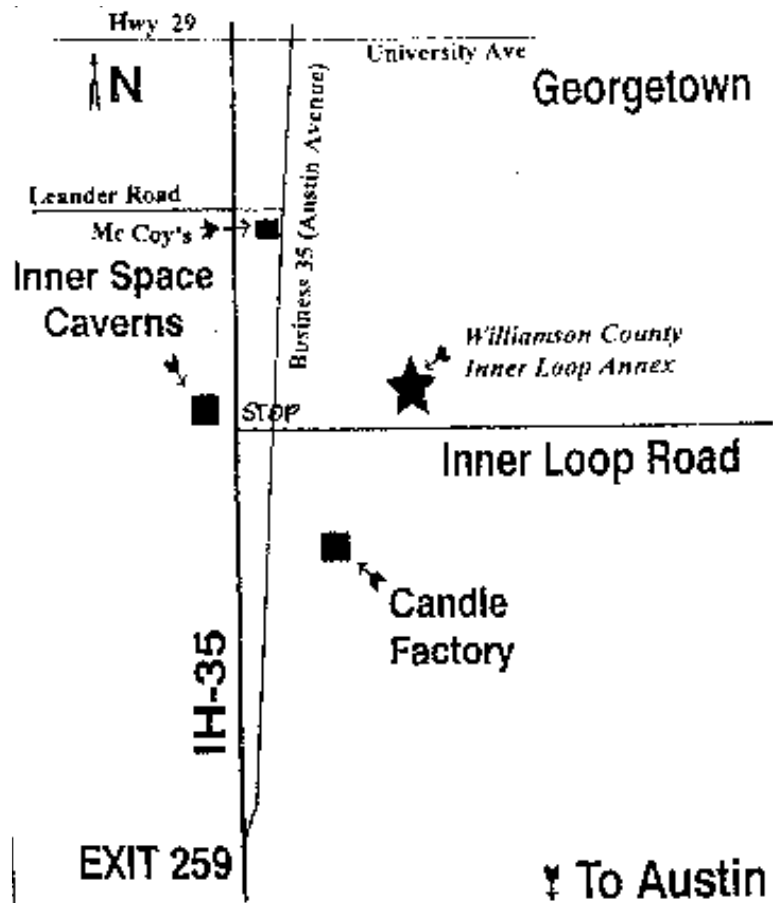 Hwy 29
University Ave
N
Georgetown
Leander Road
Mc Coy's
Business 35 (Austin Avenue)
Inner Space
Caverns
Williamson County
Inner Loop Annex
STOP
Inner Loop Road
Candle
Factory
IH-35
EXIT 259
To Austin